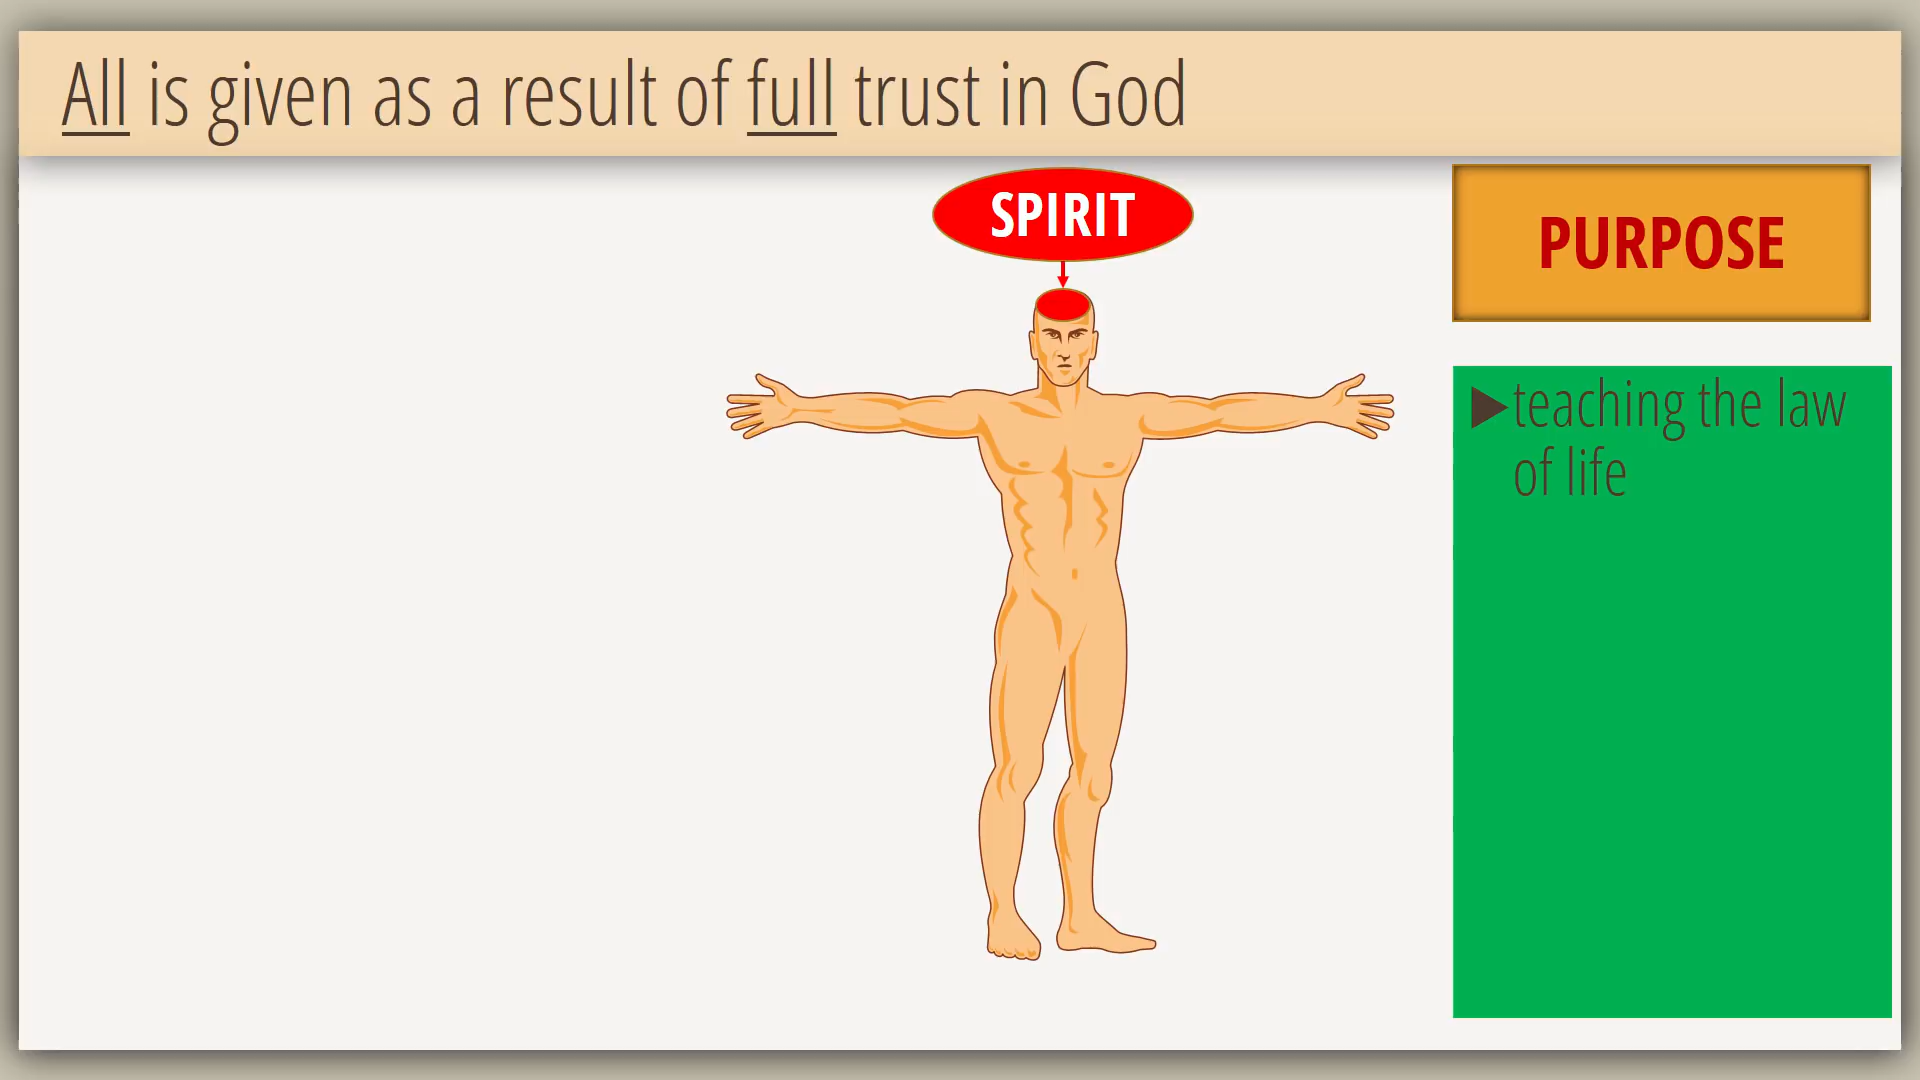 All is given as a result of full trust in God
SPIRIT
PURPOSE
teaching the law
of life